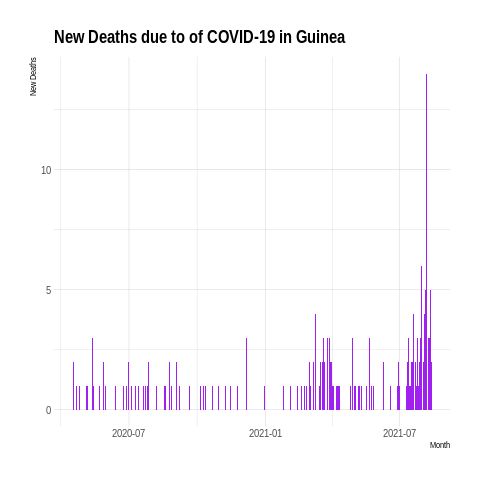 New Deaths due to of COVID-19 in Guinea
New Deaths
10
5
0
2020-07
2021-01
2021-07
Month